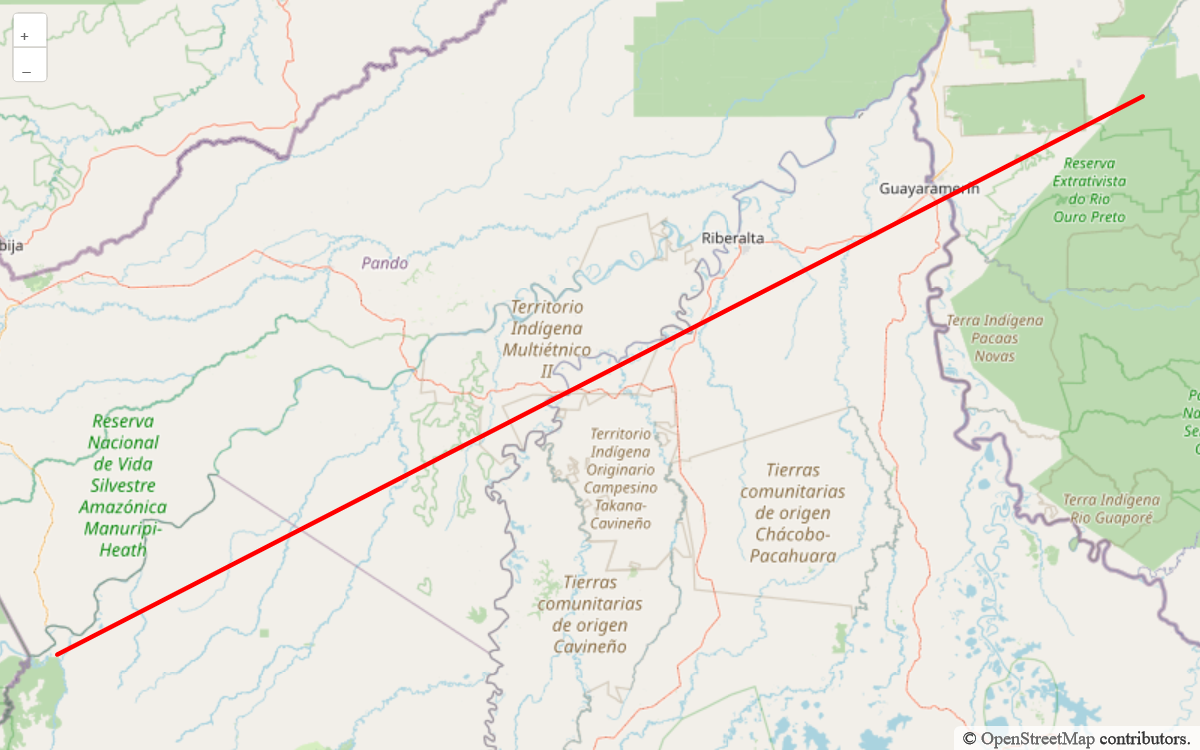 +
–
Guayaramerín
Reserva
Extrativista
do Rio
Ouro Preto
Riberalta
bija
Pando
Territorio
Indígena
Multiétnico
II
Terra Indígena
Pacaas
Novas
Reserva
Nacional
de Vida
Silvestre
Amazónica
Manuripi-
Heath
Territorio
Indígena
Originario
Campesino
Takana-
Cavineño
Tierras
comunitarias
de origen
Chácobo-
Pacahuara
Terra Indígena
Rio Guaporé
Tierras
comunitarias
de origen
Cavineño
© OpenStreetMap contributors.